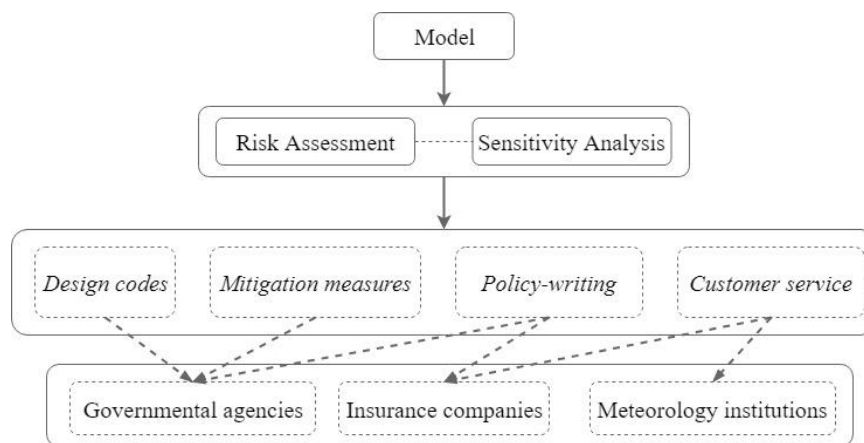 Model
Risk Assessment Sensitivity Analysis
Design codes Mitigation measures Policy-writing Customer service
Governmental agencies Insurance companies Meteorology institutions